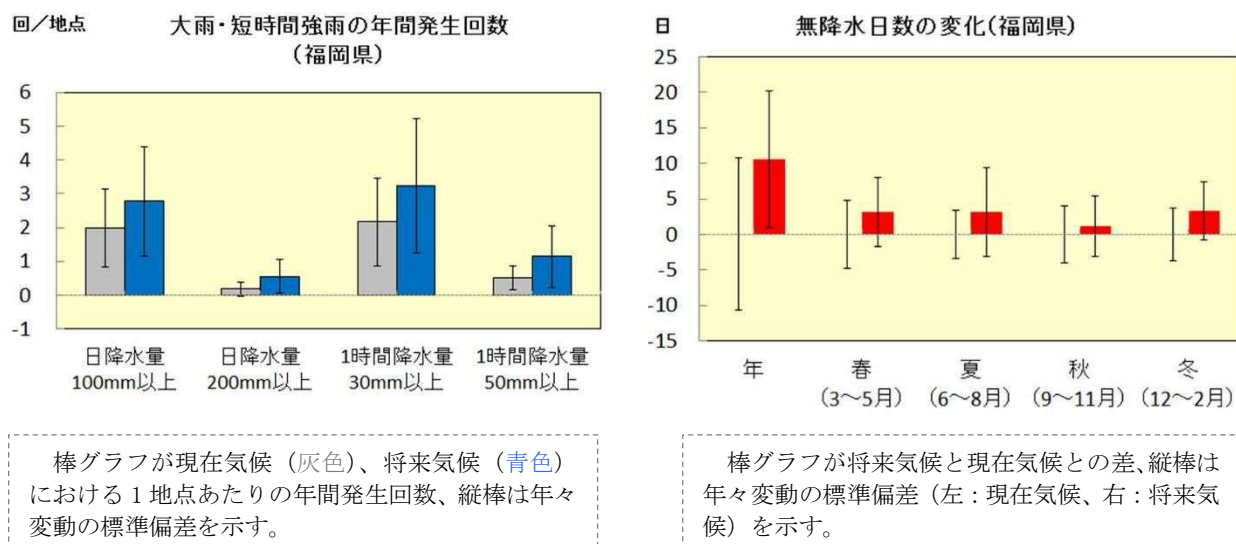 回／地点
大雨・短時間強雨の年間発生回数
（福岡県）
6
5
4
3
2
1
0
-1
日降水量
100mm以上
日降水量
200mm以上
1時間降水量
30mm以上
1時間降水量
50mm以上
棒グラフが現在気候（灰色）、将来気候（青色）
における１地点あたりの年間発生回数、縦棒は年々
変動の標準偏差を示す。
日
無降水日数の変化(福岡県)
25
20
15
10
5
0
-5
-10
-15
年
春
（3～5月）
夏
（6～8月）
秋
（9～11月）
冬
（12～2月）
棒グラフが将来気候と現在気候との差、縦棒は
年々変動の標準偏差（左：現在気候、右：将来気
候）を示す。